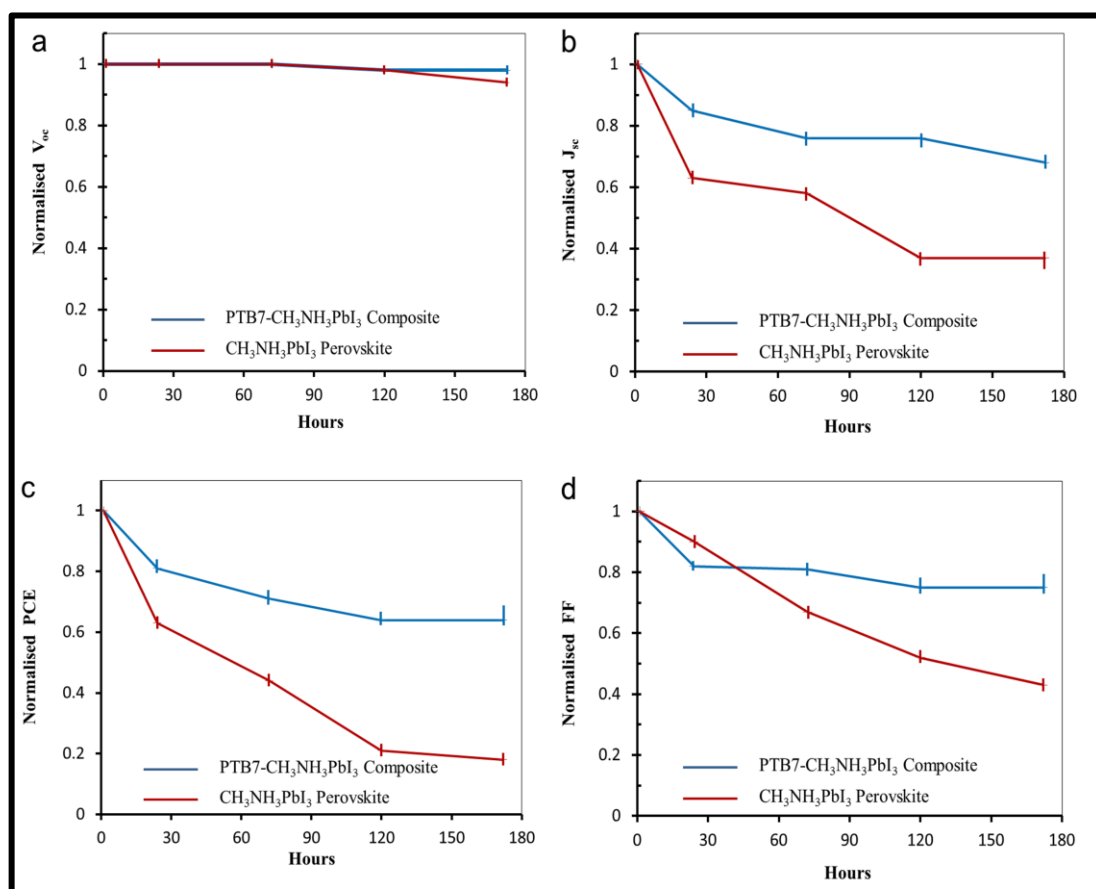 a
1
0.8
0.6
0.4
0.2
0
Normalised Voc
PTB7-CH₃NH₃PbI₃ Composite
CH₃NH₃PbI₃ Perovskite
0 30 60 90 120 150 180
Hours
b
1
0.8
0.6
0.4
0.2
0
Normalised Jsc
PTB7-CH₃NH₃PbI₃ Composite
CH₃NH₃PbI₃ Perovskite
0 30 60 90 120 150 180
Hours
c
1
0.8
0.6
0.4
0.2
0
Normalised PCE
PTB7-CH₃NH₃PbI₃ Composite
CH₃NH₃PbI₃ Perovskite
0 30 60 90 120 150 180
Hours
d
1
0.8
0.6
0.4
0.2
0
Normalised FF
PTB7-CH₃NH₃PbI₃ Composite
CH₃NH₃PbI₃ Perovskite
0 30 60 90 120 150 180
Hours